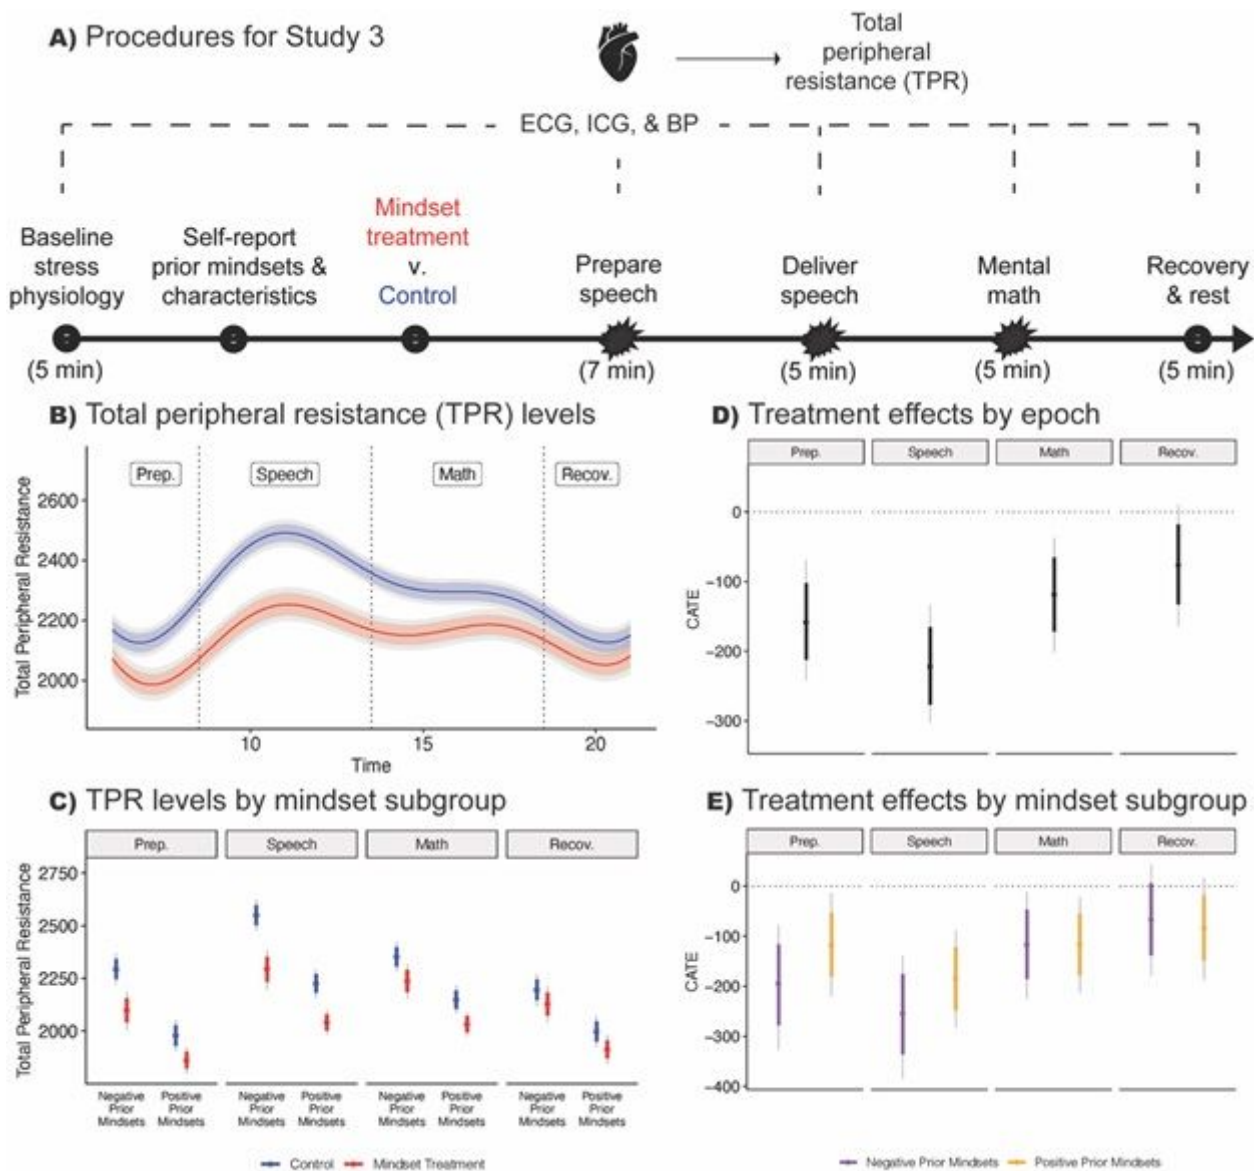 A) Procedures for Study 3
Total
peripheral
resistance (TPR)
ECG, ICG, & BP
Baseline
stress
physiology
(5 min)
Self-report
prior mindsets &
characteristics
Mindset
treatment
v.
Control
Prepare
speech
(7 min)
Deliver
speech
(5 min)
Mental
math
(5 min)
Recovery
& rest
(5 min)
B) Total peripheral resistance (TPR) levels
Prep.
Speech
Math
Recov.
Total Peripheral Resistance
2600
2400
2200
2000
10
15
20
Time
D) Treatment effects by epoch
Prep.
Speech
Math
Recov.
CATE
0
−100
−200
−300
C) TPR levels by mindset subgroup
Prep.
Speech
Math
Recov.
Total Peripheral Resistance
2750
2500
2250
2000
Negative
Prior
Mindsets
Positive
Prior
Mindsets
Negative
Prior
Mindsets
Positive
Prior
Mindsets
Negative
Prior
Mindsets
Positive
Prior
Mindsets
Negative
Prior
Mindsets
Positive
Prior
Mindsets
Control
Mindset Treatment
E) Treatment effects by mindset subgroup
Prep.
Speech
Math
Recov.
CATE
0
−100
−200
−300
−400
Negative Prior Mindsets
Positive Prior Mindsets